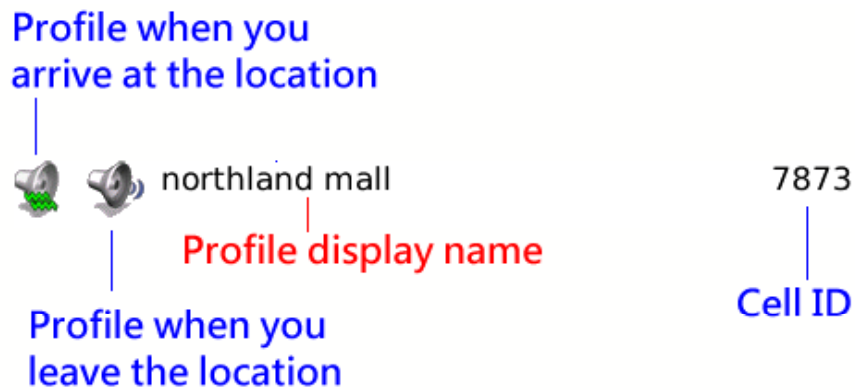 Profile when you
arrive at the location
northland mall 7873
Profile display name
Cell ID
Profile when you
leave the location